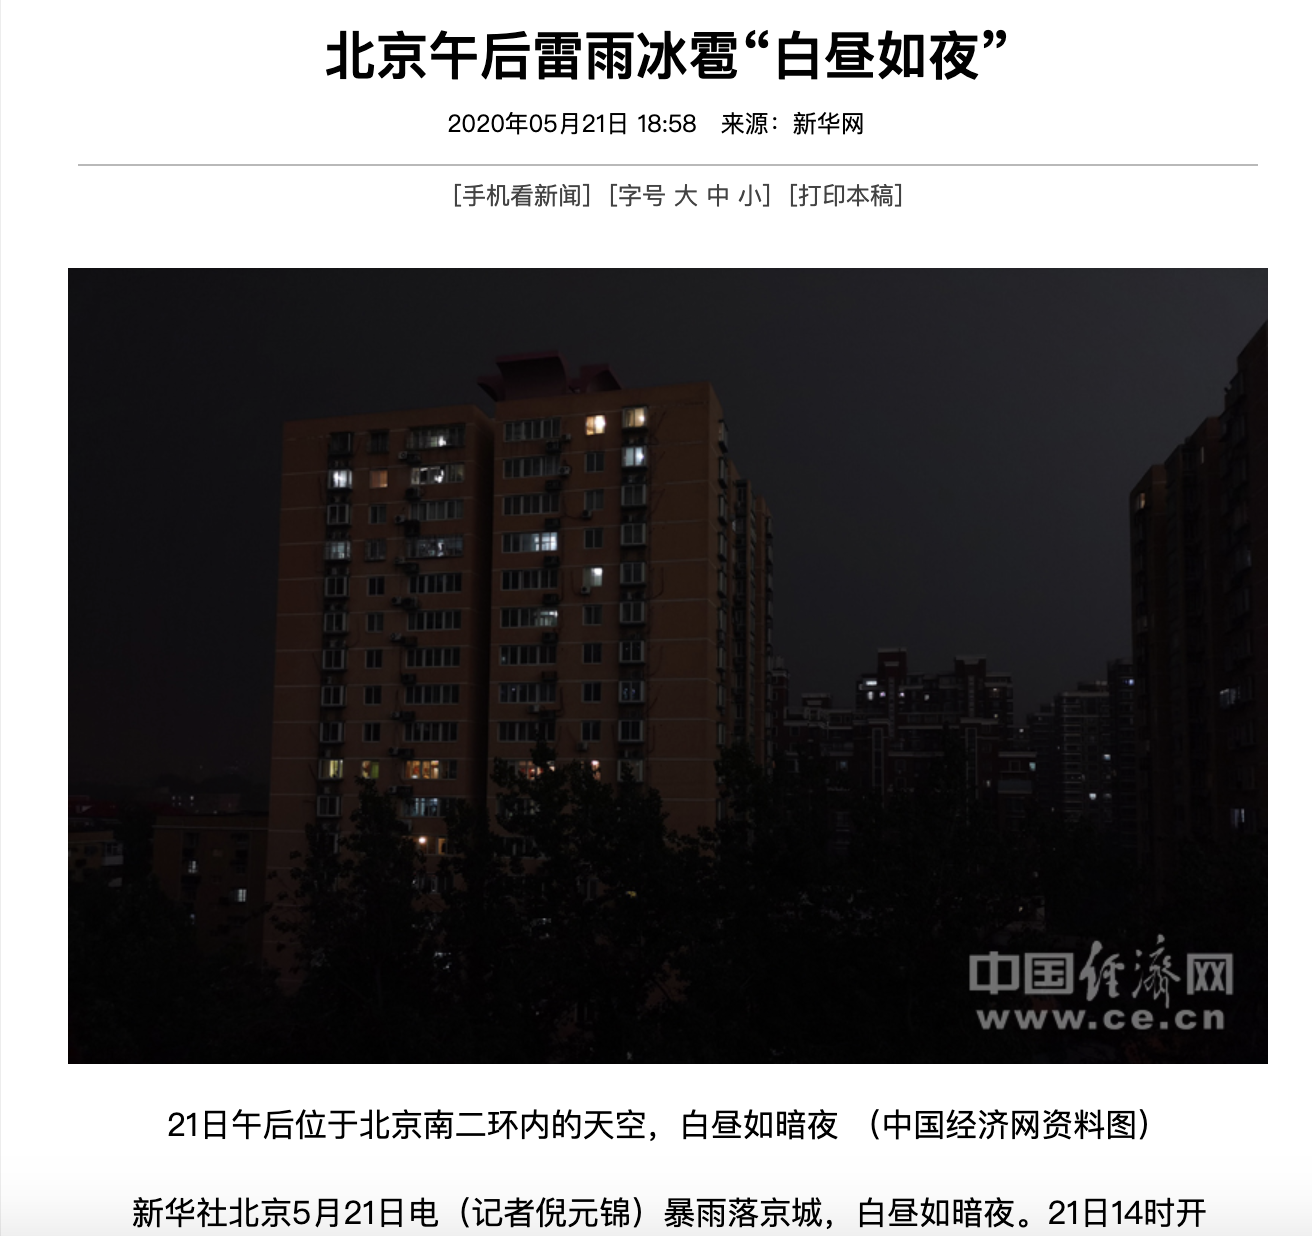 北京午后雷雨冰雹“白昼如夜”
2020年05月21日 18:58 来源：新华网
[手机看新闻] [字号 大 中 小] [打印本稿]
中国经济网
www.ce.cn
21日午后位于北京南二环内的天空，白昼如暗夜 （中国经济网资料图）
新华社北京5月21日电（记者倪元锦）暴雨落京城，白昼如暗夜。21日14时开